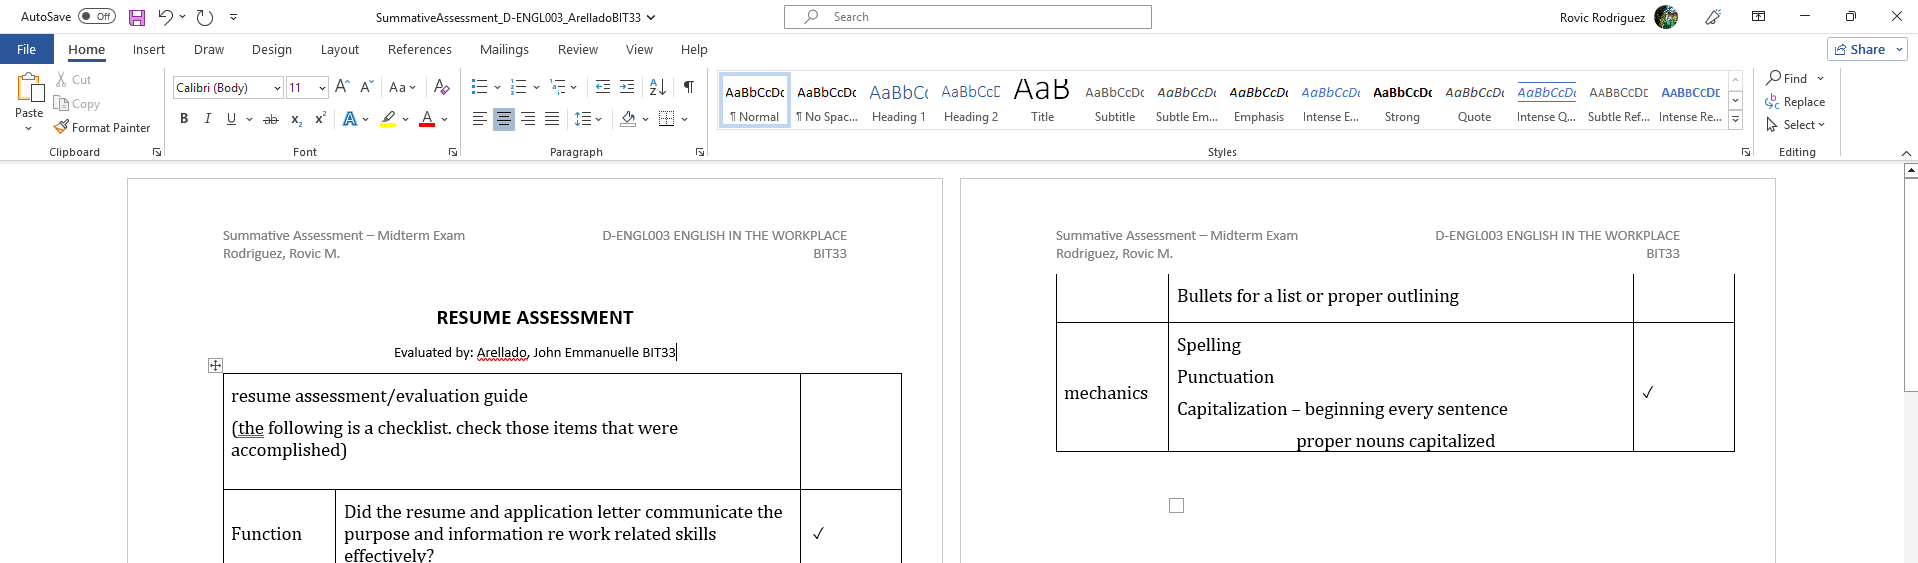 AutoSave Off SummativeAssessment_D-ENGL003_ArelladoBIT33 Search Rovic Rodriguez
File Home Insert Draw Design Layout References Mailings Review View Help Share
Paste
Cut
Copy
Format Painter
Clipboard
Calibri (Body) 11 A A Aa A
B I U ab x₂ x² A A
Font
Paragraph
AaBbCcDc AaBbCcDc AaBbCc AaBbCcD AaB AaBbCcDc AaBbCcDc AaBbCcDc AaBbCcDc AaBbCcDc AaBbCcDc AaBbCcDc AABBCCDE AABBCCDE
¶ Normal ¶ No Spac... Heading 1 Heading 2 Title Subtitle Subtle Em... Emphasis Intense E... Strong Quote Intense Q... Subtle Ref... Intense Re...
Styles
Find
Replace
Select
Editing
Summative Assessment – Midterm Exam D-ENGL003 ENGLISH IN THE WORKPLACE
Rodriguez, Rovic M. BIT33
RESUME ASSESSMENT
Evaluated by: Arellado, John Emmanuelle BIT33
resume assessment/evaluation guide
(the following is a checklist. check those items that were
accomplished)
Function
Did the resume and application letter communicate the
purpose and information re work related skills
effectively?
✓
Summative Assessment – Midterm Exam D-ENGL003 ENGLISH IN THE WORKPLACE
Rodriguez, Rovic M. BIT33
Bullets for a list or proper outlining
mechanics
Spelling
Punctuation
Capitalization – beginning every sentence
proper nouns capitalized
✓